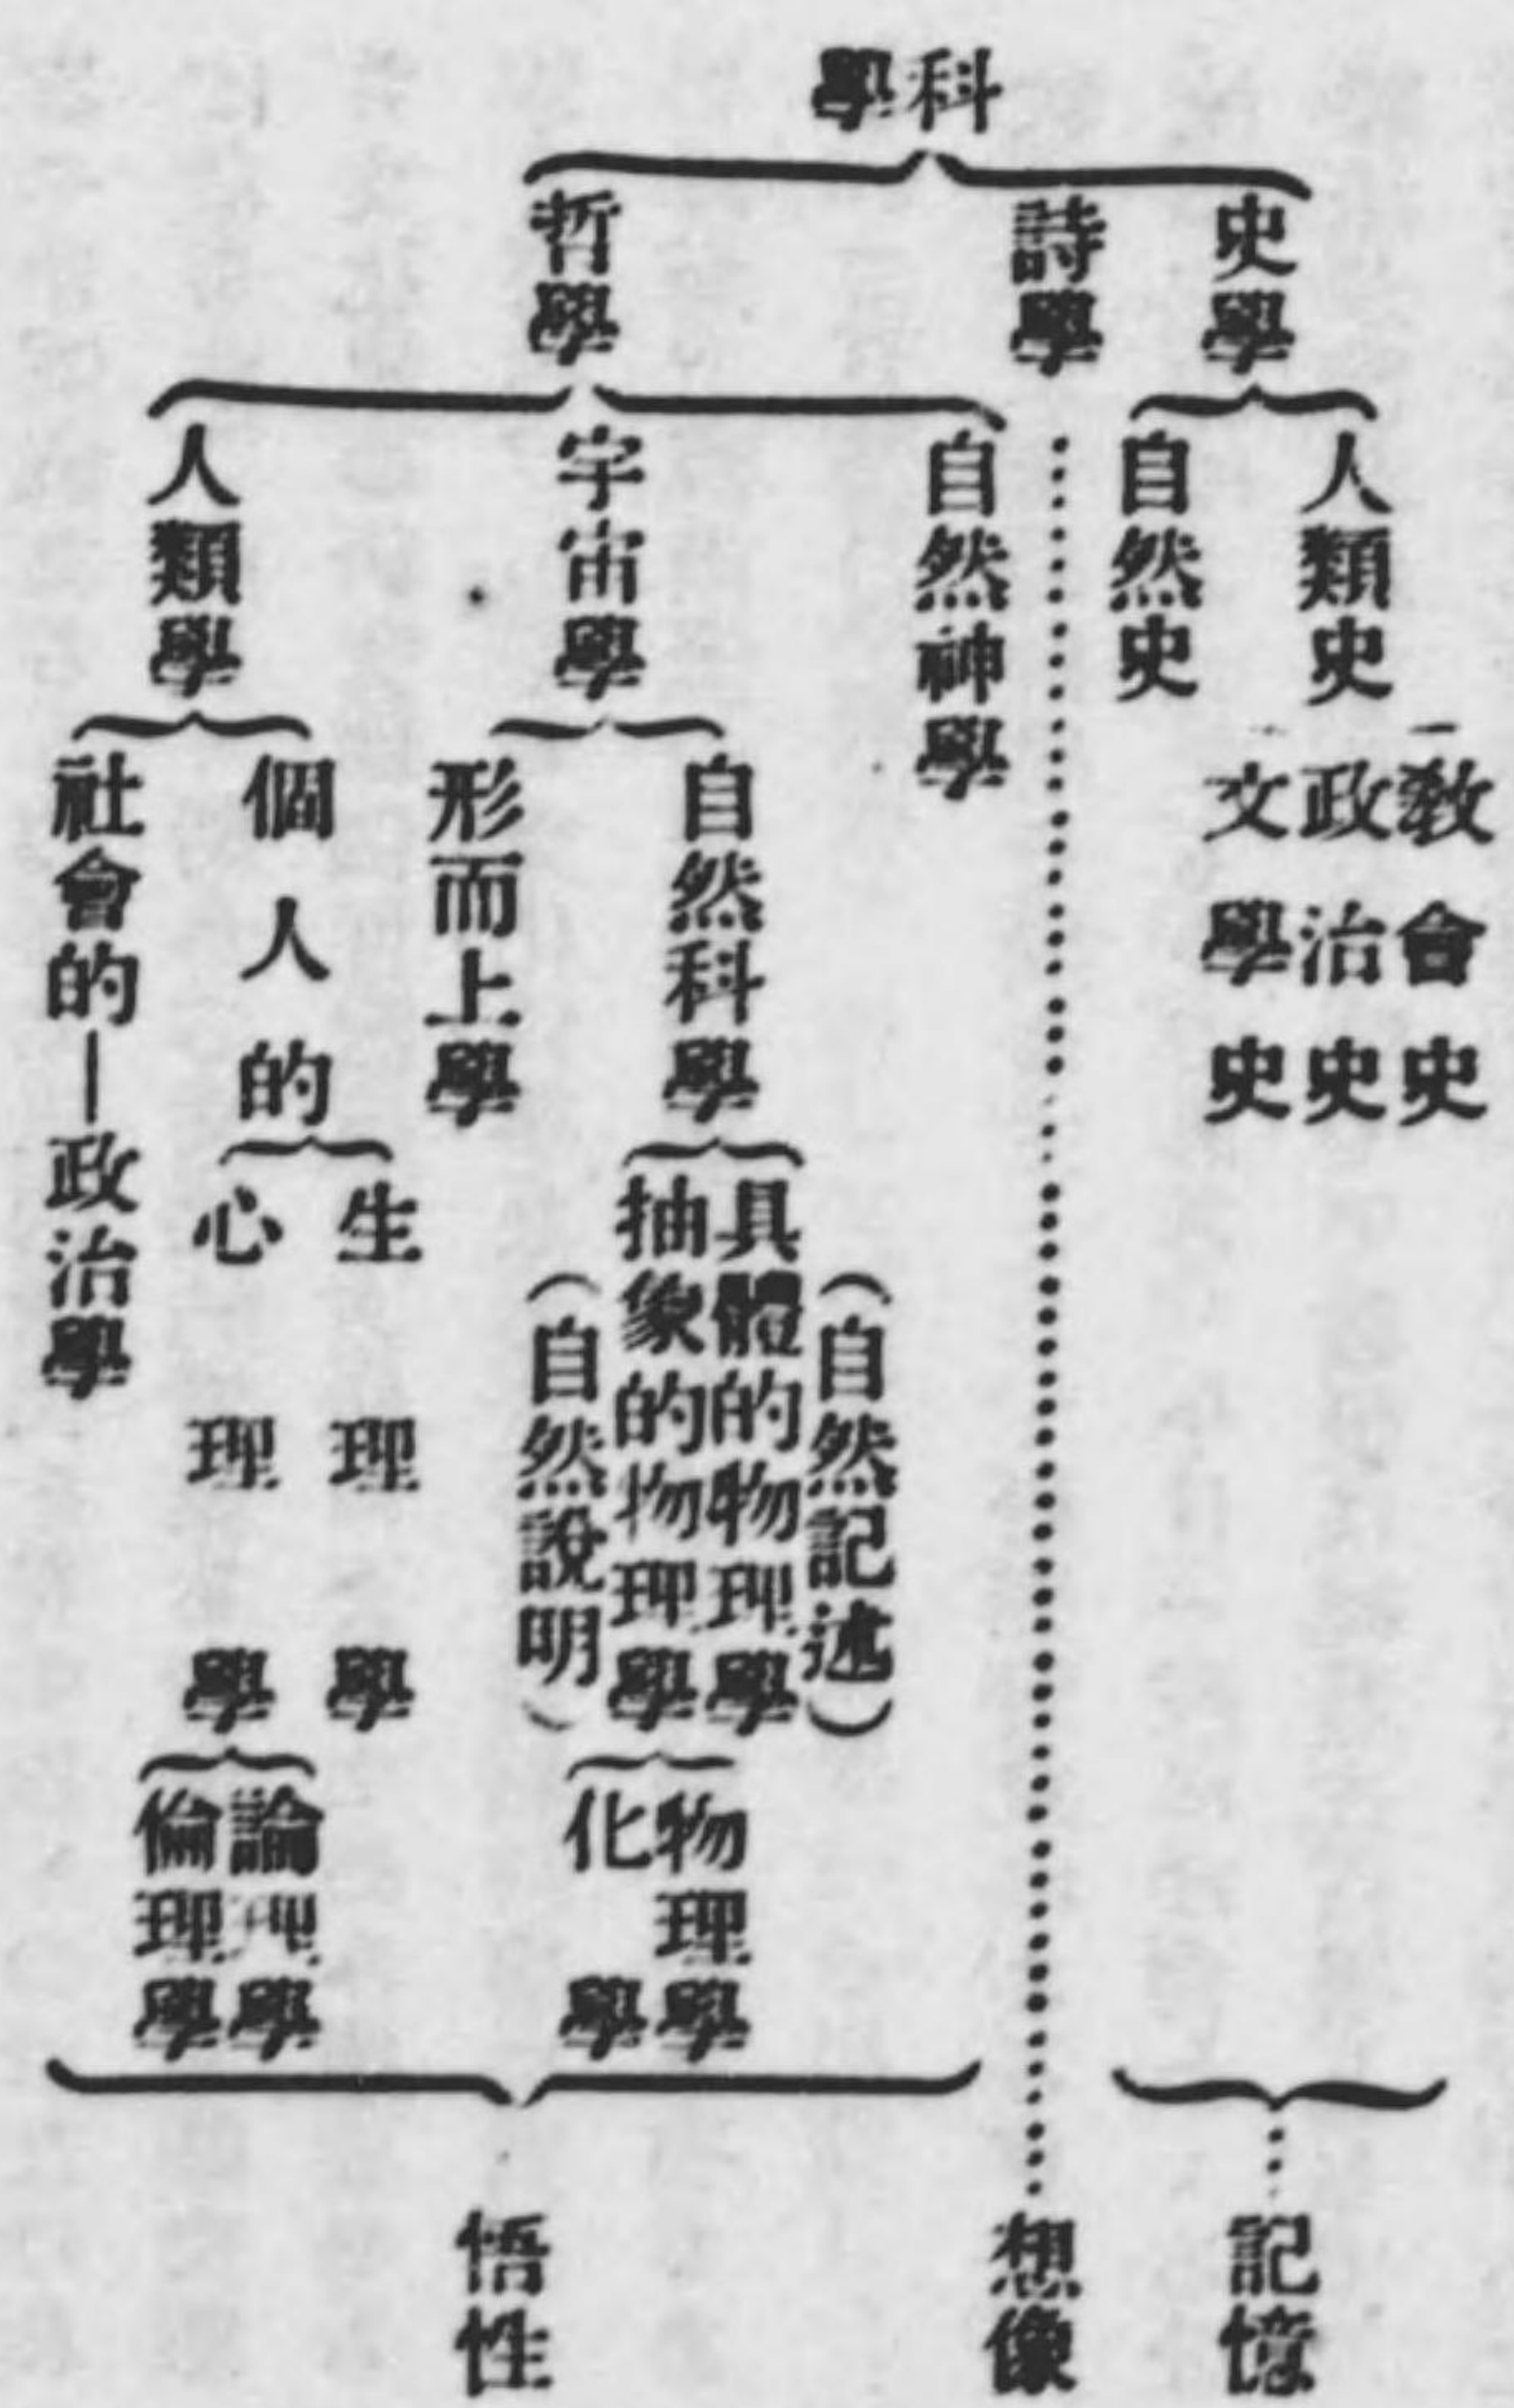 科學
史學
詩學
哲學
人類史
自然史
自然神學
宇宙學
人類學
敎會史
政治史
文學史
自然科學
形而上學
個人的
社會的—政治學
(自然記述)
具體的物理學
抽象的物理學
(自然說明)
生理學
心理學
物理學
化學
論理學
倫理學
記憶
想像
悟性